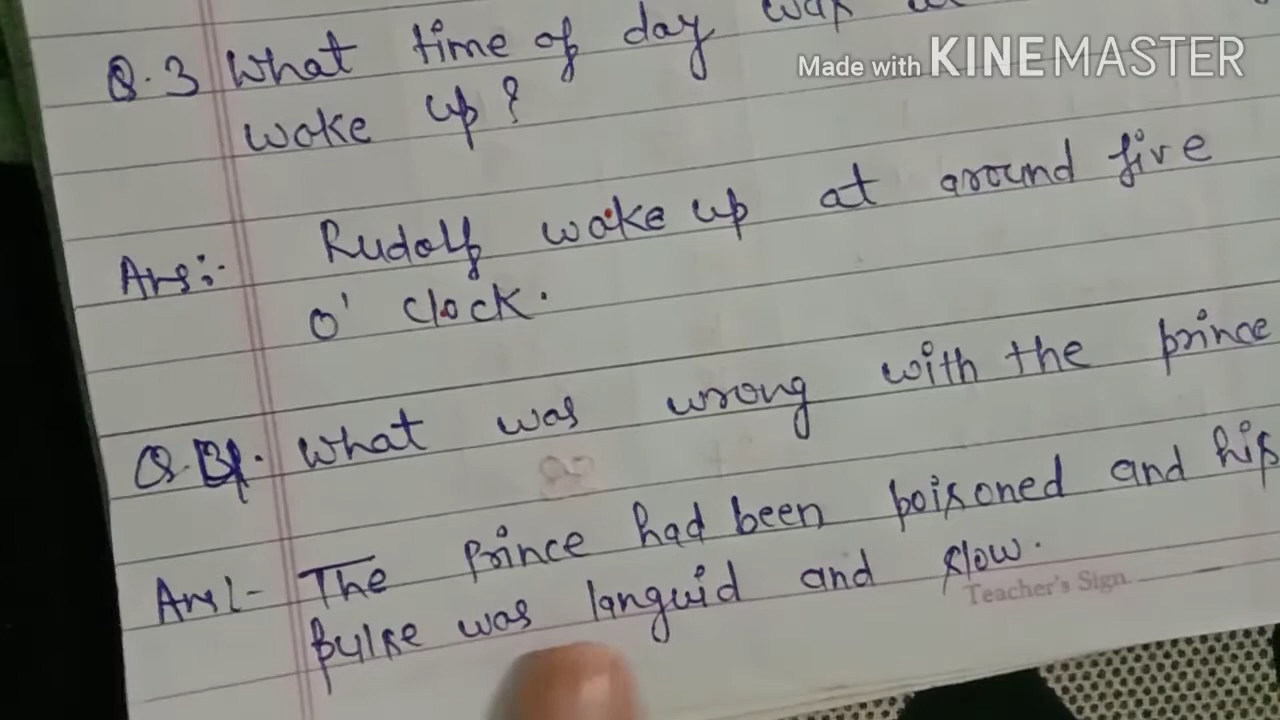 Q.3 What time of day was
Made with KINEMASTER
woke up?
Ans:- Rudolf woke up at around five
o' clock.
Q. What was wrong with the prince
Ans:- The Prince had been poisoned and his
pulse was languid and slow.
Teacher's Sign